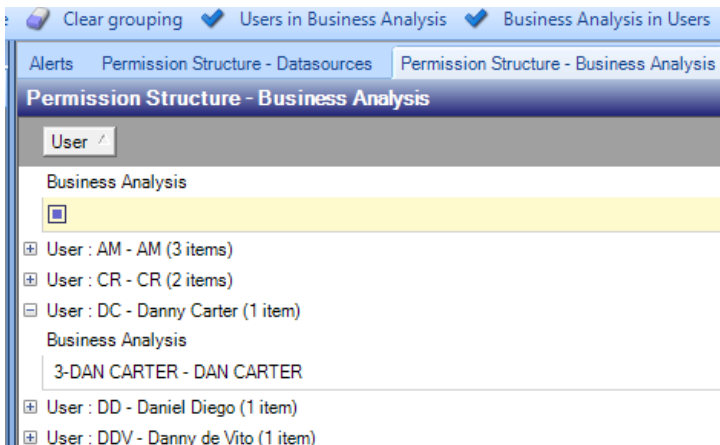 Clear grouping Users in Business Analysis Business Analysis in Users
Alerts Permission Structure - Datasources Permission Structure - Business Analysis
Permission Structure - Business Analysis
User
Business Analysis
User : AM - AM (3 items)
User : CR - CR (2 items)
User : DC - Danny Carter (1 item)
Business Analysis
3-DAN CARTER - DAN CARTER
User : DD - Daniel Diego (1 item)
User : DDV - Danny de Vito (1 item)